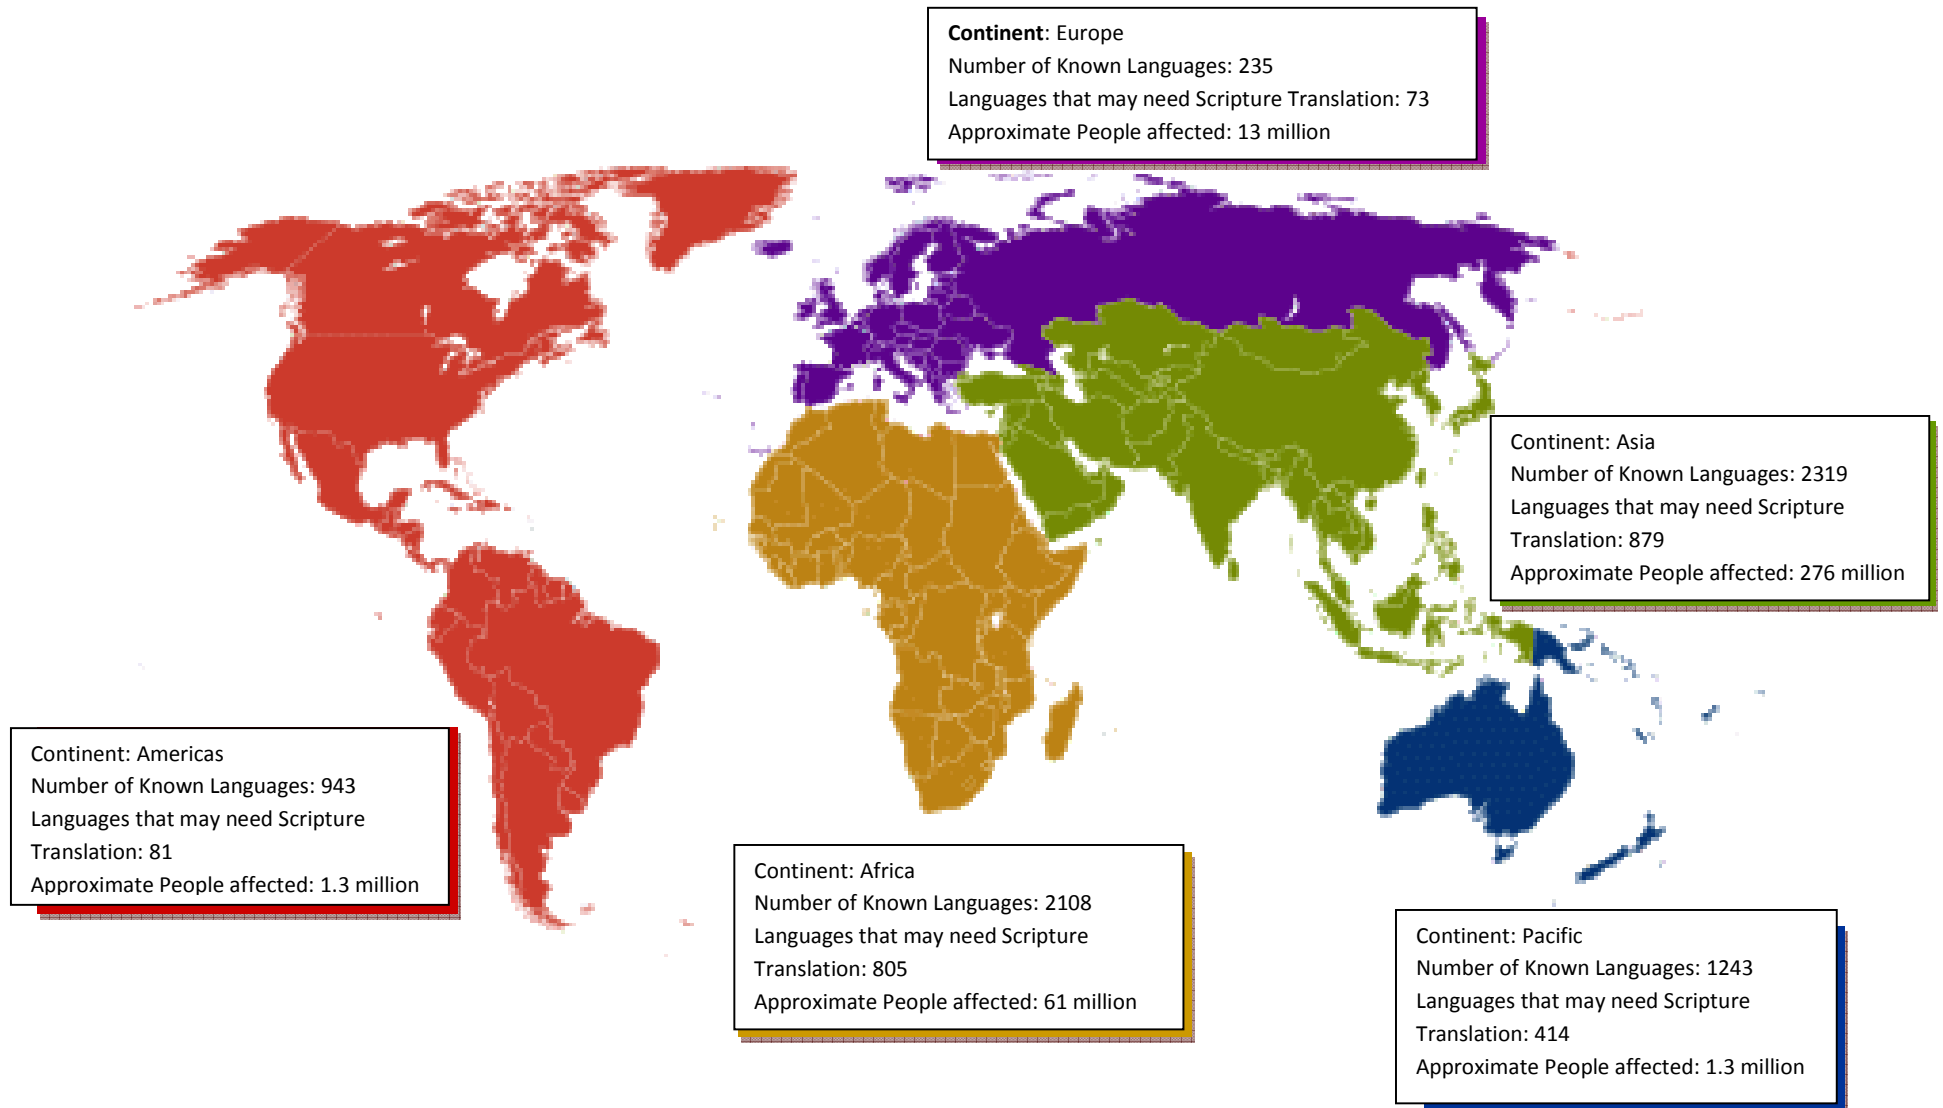 Continent: Europe
Number of Known Languages: 235
Languages that may need Scripture Translation: 73
Approximate People affected: 13 million
Continent: Asia
Number of Known Languages: 2319
Languages that may need Scripture
Translation: 879
Approximate People affected: 276 million
Continent: Americas
Number of Known Languages: 943
Languages that may need Scripture
Translation: 81
Approximate People affected: 1.3 million
Continent: Africa
Number of Known Languages: 2108
Languages that may need Scripture
Translation: 805
Approximate People affected: 61 million
Continent: Pacific
Number of Known Languages: 1243
Languages that may need Scripture
Translation: 414
Approximate People affected: 1.3 million